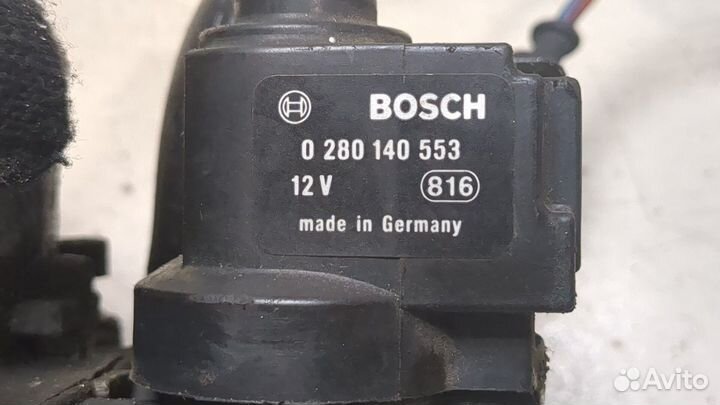 BOSCH
0 280 140 553
12 V 816
made in Germany
Avito